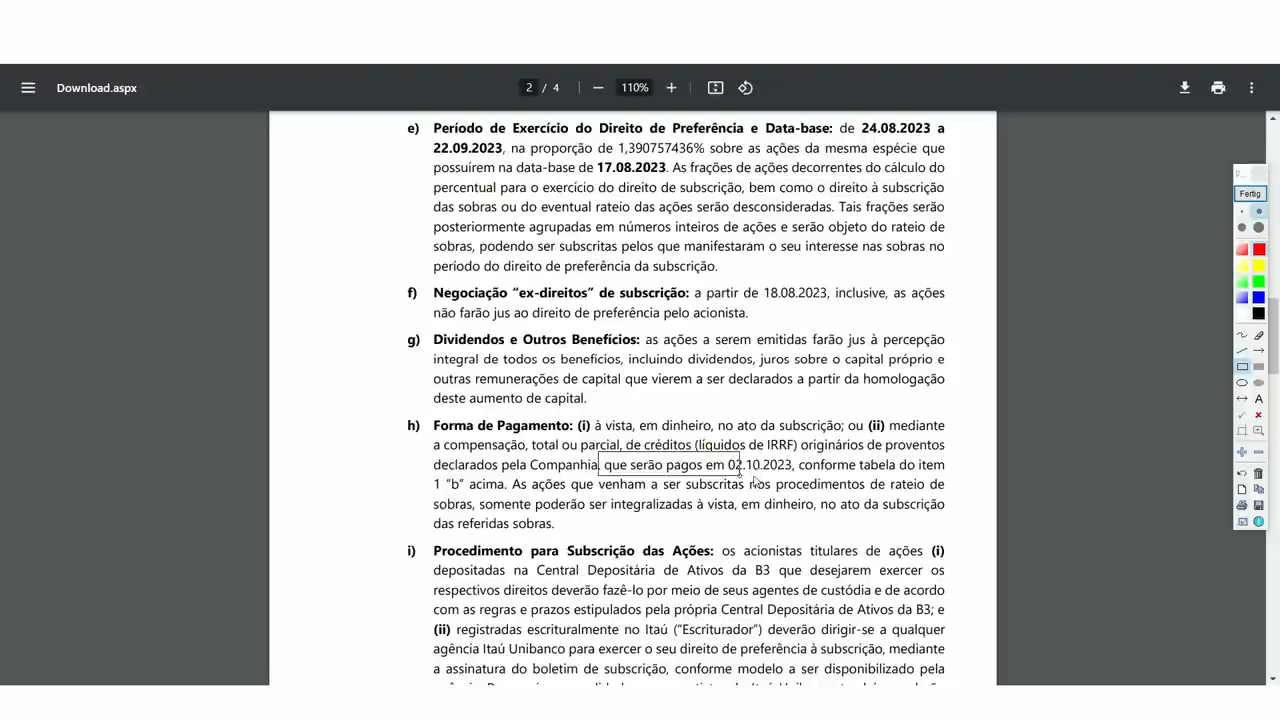 Download.aspx
2 / 4
110%
e) Período de Exercício do Direito de Preferência e Data-base: de 24.08.2023 a
22.09.2023, na proporção de 1,390757436% sobre as ações da mesma espécie que
possuírem na data-base de 17.08.2023. As frações de ações decorrentes do cálculo do
percentual para o exercício do direito de subscrição, bem como o direito à subscrição
das sobras ou do eventual rateio das ações serão desconsideradas. Tais frações serão
posteriormente agrupadas em números inteiros de ações e serão objeto do rateio de
sobras, podendo ser subscritas pelos que manifestaram o seu interesse nas sobras no
período do direito de preferência da subscrição.
f) Negociação “ex-direitos” de subscrição: a partir de 18.08.2023, inclusive, as ações
não farão jus ao direito de preferência pelo acionista.
g) Dividendos e Outros Benefícios: as ações a serem emitidas farão jus à percepção
integral de todos os benefícios, incluindo dividendos, juros sobre o capital próprio e
outras remunerações de capital que vierem a ser declarados a partir da homologação
deste aumento de capital.
h) Forma de Pagamento: (i) à vista, em dinheiro, no ato da subscrição; ou (ii) mediante
a compensação, total ou parcial, de créditos (líquidos de IRRF) originários de proventos
declarados pela Companhia, que serão pagos em 02.10.2023, conforme tabela do item
1 “b” acima. As ações que venham a ser subscritas nos procedimentos de rateio de
sobras, somente poderão ser integralizadas à vista, em dinheiro, no ato da subscrição
das referidas sobras.
i) Procedimento para Subscrição das Ações: os acionistas titulares de ações (i)
depositadas na Central Depositária de Ativos da B3 que desejarem exercer os
respectivos direitos deverão fazê-lo por meio de seus agentes de custódia e de acordo
com as regras e prazos estipulados pela própria Central Depositária de Ativos da B3; e
(ii) registradas escrituralmente no Itaú (“Escriturador”) deverão dirigir-se a qualquer
agência Itaú Unibanco para exercer o seu direito de preferência à subscrição, mediante
a assinatura do boletim de subscrição, conforme modelo a ser disponibilizado pela
Fertig
A